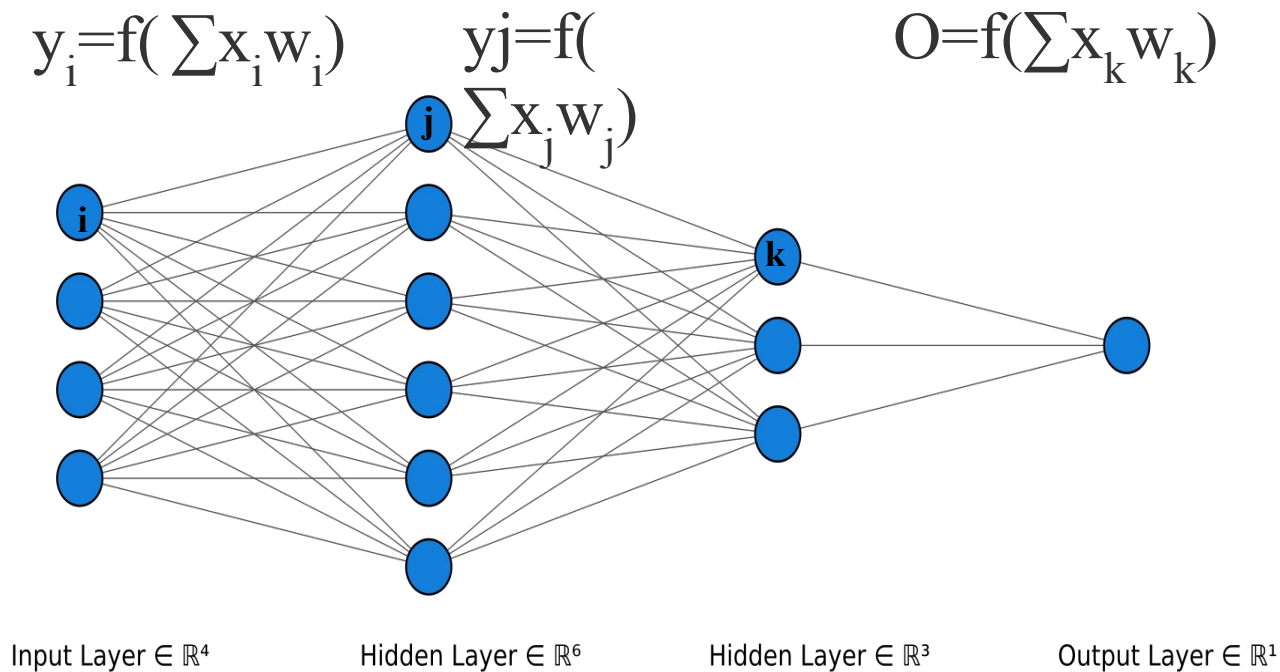 yᵢ=f( ∑xᵢwᵢ)
yj=f(
∑xⱼwⱼ)
O=f(∑xₖwₖ)
j
i
k
Input Layer ∈ ℝ⁴
Hidden Layer ∈ ℝ⁶
Hidden Layer ∈ ℝ³
Output Layer ∈ ℝ¹